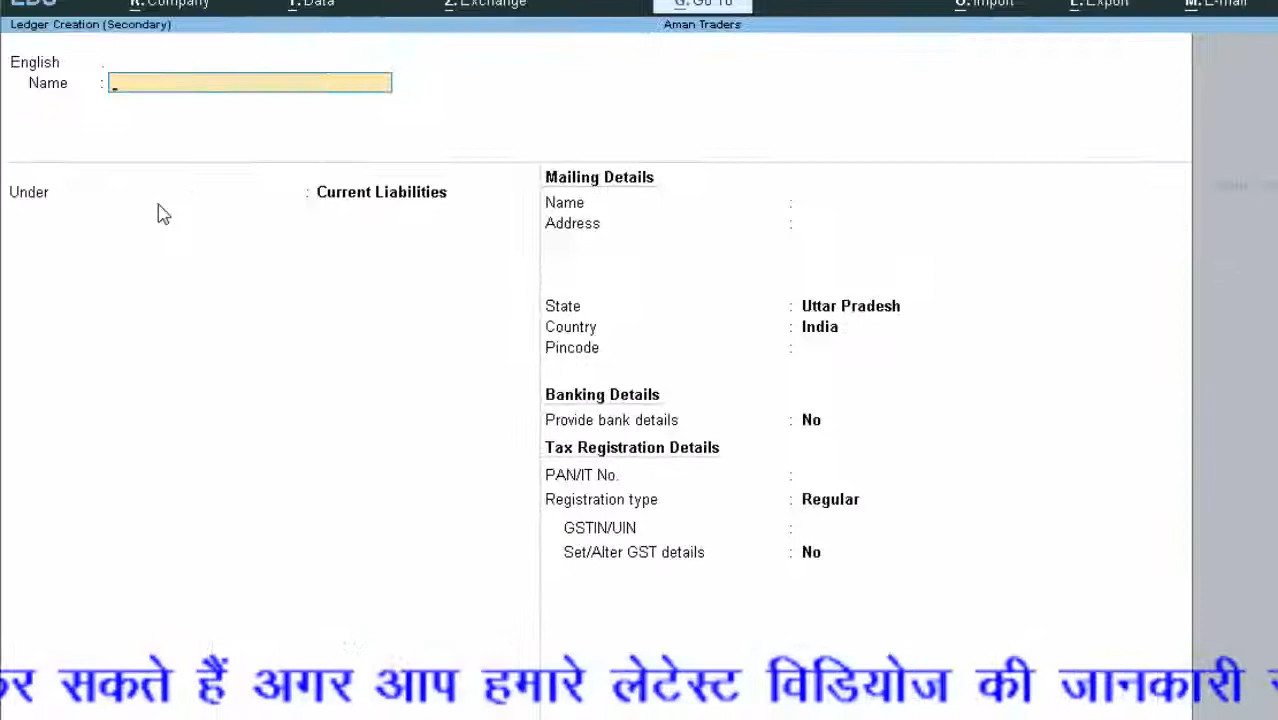 EDU R: Company T: Data Z: Exchange G: Go To O: Import E: Export M: E-mail
Ledger Creation (Secondary) Aman Traders
English :
Name :
Under : Current Liabilities
Mailing Details
Name :
Address :
State : Uttar Pradesh
Country : India
Pincode :
Banking Details
Provide bank details : No
Tax Registration Details
PAN/IT No. :
Registration type : Regular
GSTIN/UIN :
Set/Alter GST details : No
कर सकते हैं अगर आप हमारे लेटेस्ट विडियोज की जानकारी